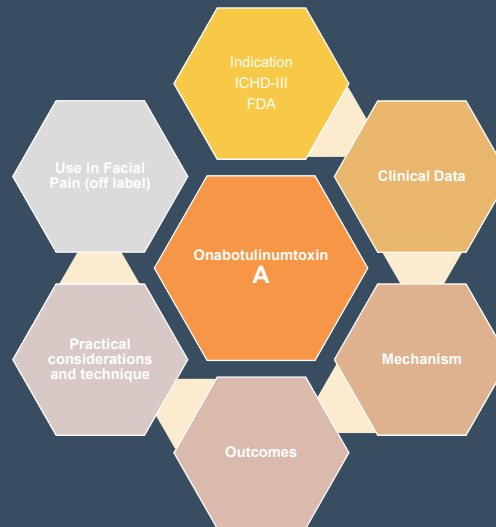 Indication
ICHD-III
FDA
Use in Facial
Pain (off label)
Clinical Data
Onabotulinumtoxin
A
Practical
considerations
and technique
Mechanism
Outcomes